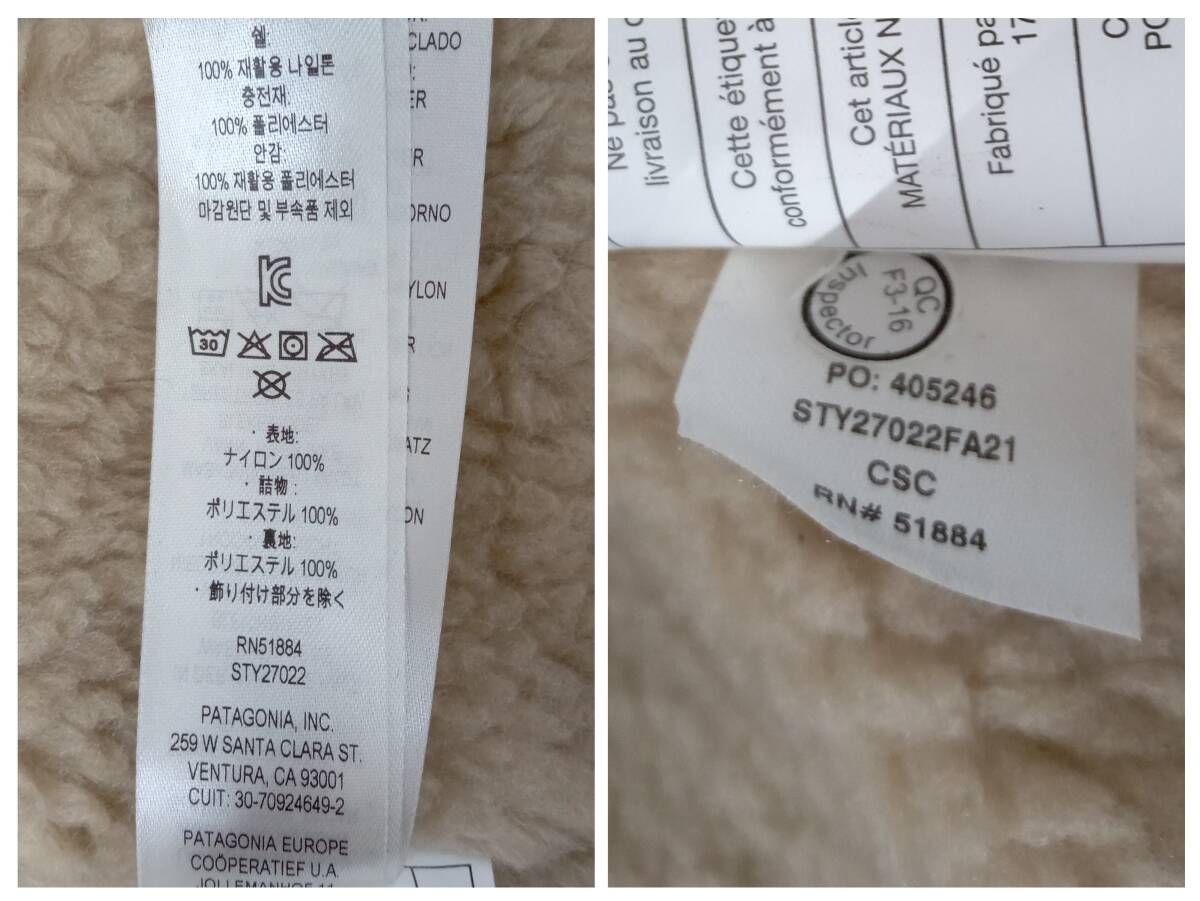 쉘:
100% 재활용 나일론
충전재:
100% 폴리에스터
안감:
100% 재활용 폴리에스터
마감원단 및 부속품 제외
30
・表地:
ナイロン 100%
・詰物:
ポリエステル 100%
・裏地:
ポリエステル 100%
・飾り付け部分を除く
RN51884
STY27022
PATAGONIA, INC.
259 W SANTA CLARA ST.
VENTURA, CA 93001
CUIT: 30-70924649-2
PATAGONIA EUROPE
COÖPERATIEF U.A.
CLADO
ER
R
ORNO
YLON
R
ATZ
ON
livraison au c
Cette étique
conformément à
Cet articl
MATÉRIAUX N
Fabriqué pa
17
C
PO
QC
F3-16
Inspector
PO: 405246
STY27022FA21
CSC
RN# 51884